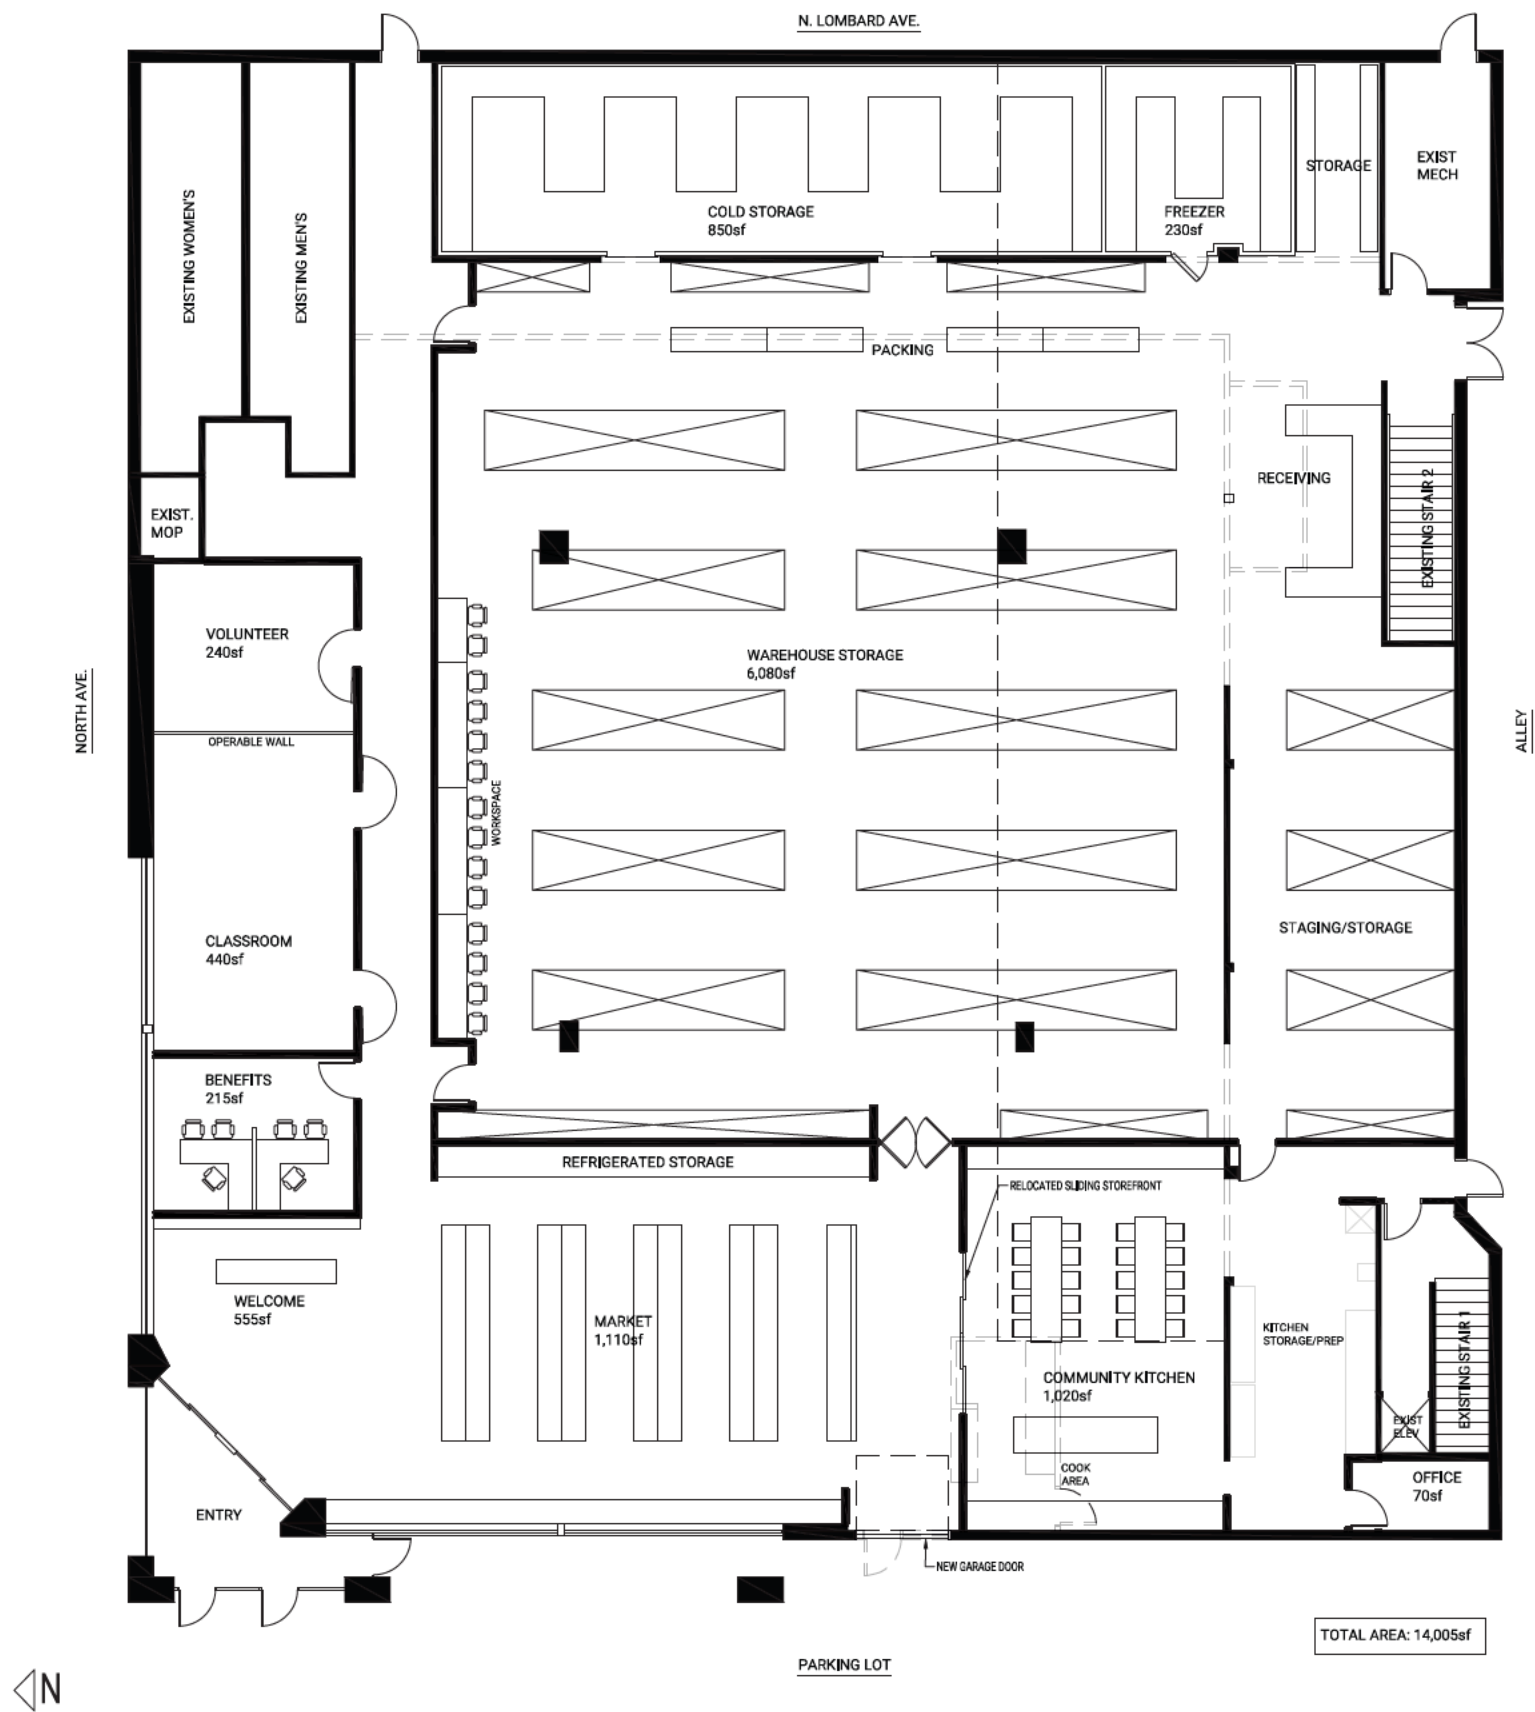 N. LOMBARD AVE.
EXISTING WOMEN'S
EXISTING MEN'S
COLD STORAGE
850sf
FREEZER
230sf
STORAGE
EXIST
MECH
PACKING
RECEIVING
EXISTING STAIR 2
EXIST.
MOP
VOLUNTEER
240sf
OPERABLE WALL
WAREHOUSE STORAGE
6,080sf
NORTH AVE.
ALLEY
WORKSPACE
CLASSROOM
440sf
STAGING/STORAGE
BENEFITS
215sf
REFRIGERATED STORAGE
RELOCATED SLIDING STOREFRONT
WELCOME
555sf
MARKET
1,110sf
KITCHEN
STORAGE/PREP
COMMUNITY KITCHEN
1,020sf
EXISTING STAIR 1
EXIST
ELEV
COOK
AREA
OFFICE
70sf
ENTRY
NEW GARAGE DOOR
TOTAL AREA: 14,005sf
PARKING LOT
N